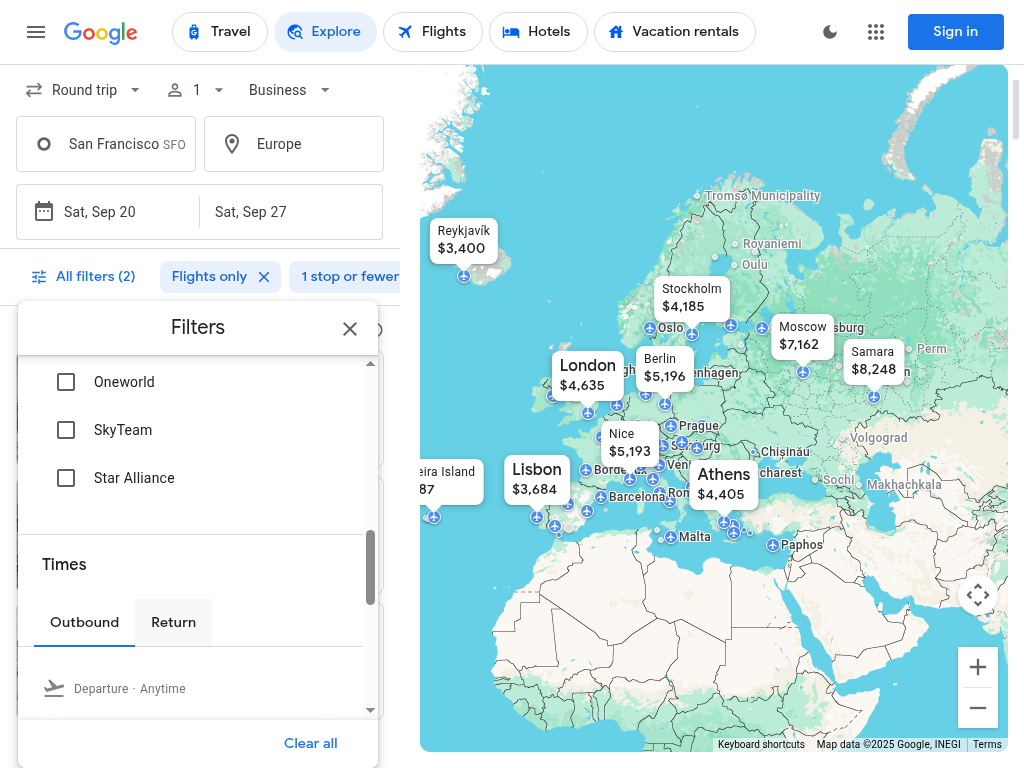 Google
Travel
Explore
Flights
Hotels
Vacation rentals
Sign in
Round trip
1
Business
San Francisco SFO
Europe
Sat, Sep 20
Sat, Sep 27
All filters (2)
Flights only
1 stop or fewer
Filters
Oneworld
SkyTeam
Star Alliance
Times
Outbound
Return
Departure · Anytime
Clear all
Tromsø Municipality
Rovaniemi
Oulu
Reykjavík
$3,400
Stockholm
$4,185
Oslo
Moscow
$7,162
sburg
Samara
$8,248
Perm
London
$4,635
Berlin
$5,196
enhagen
Prague
Nice
$5,193
Volgograd
Chișinău
charest
Sochi
Makhachkala
eira Island
87
Lisbon
$3,684
Barcelona
Athens
$4,405
Malta
Paphos
Keyboard shortcuts
Map data ©2025 Google, INEGI
Terms